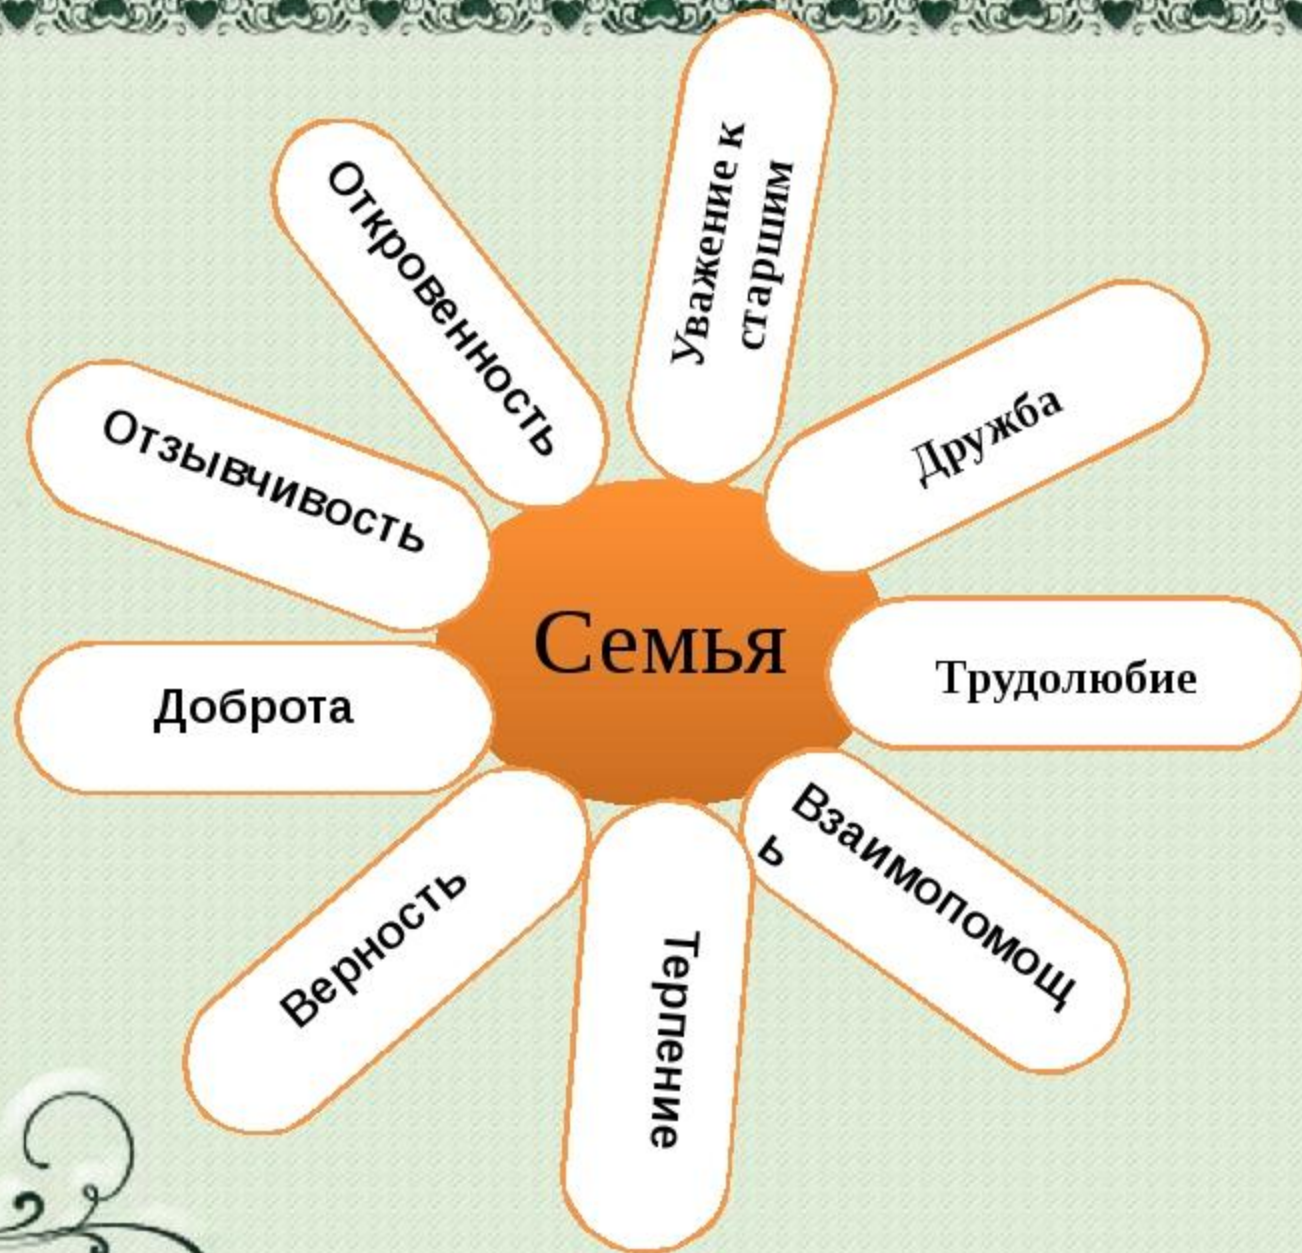 Уважение к
старшим
Откровенность
Дружба
Отзывчивость
Семья
Трудолюбие
Доброта
Взаимопомощ
ь
Верность
Терпение